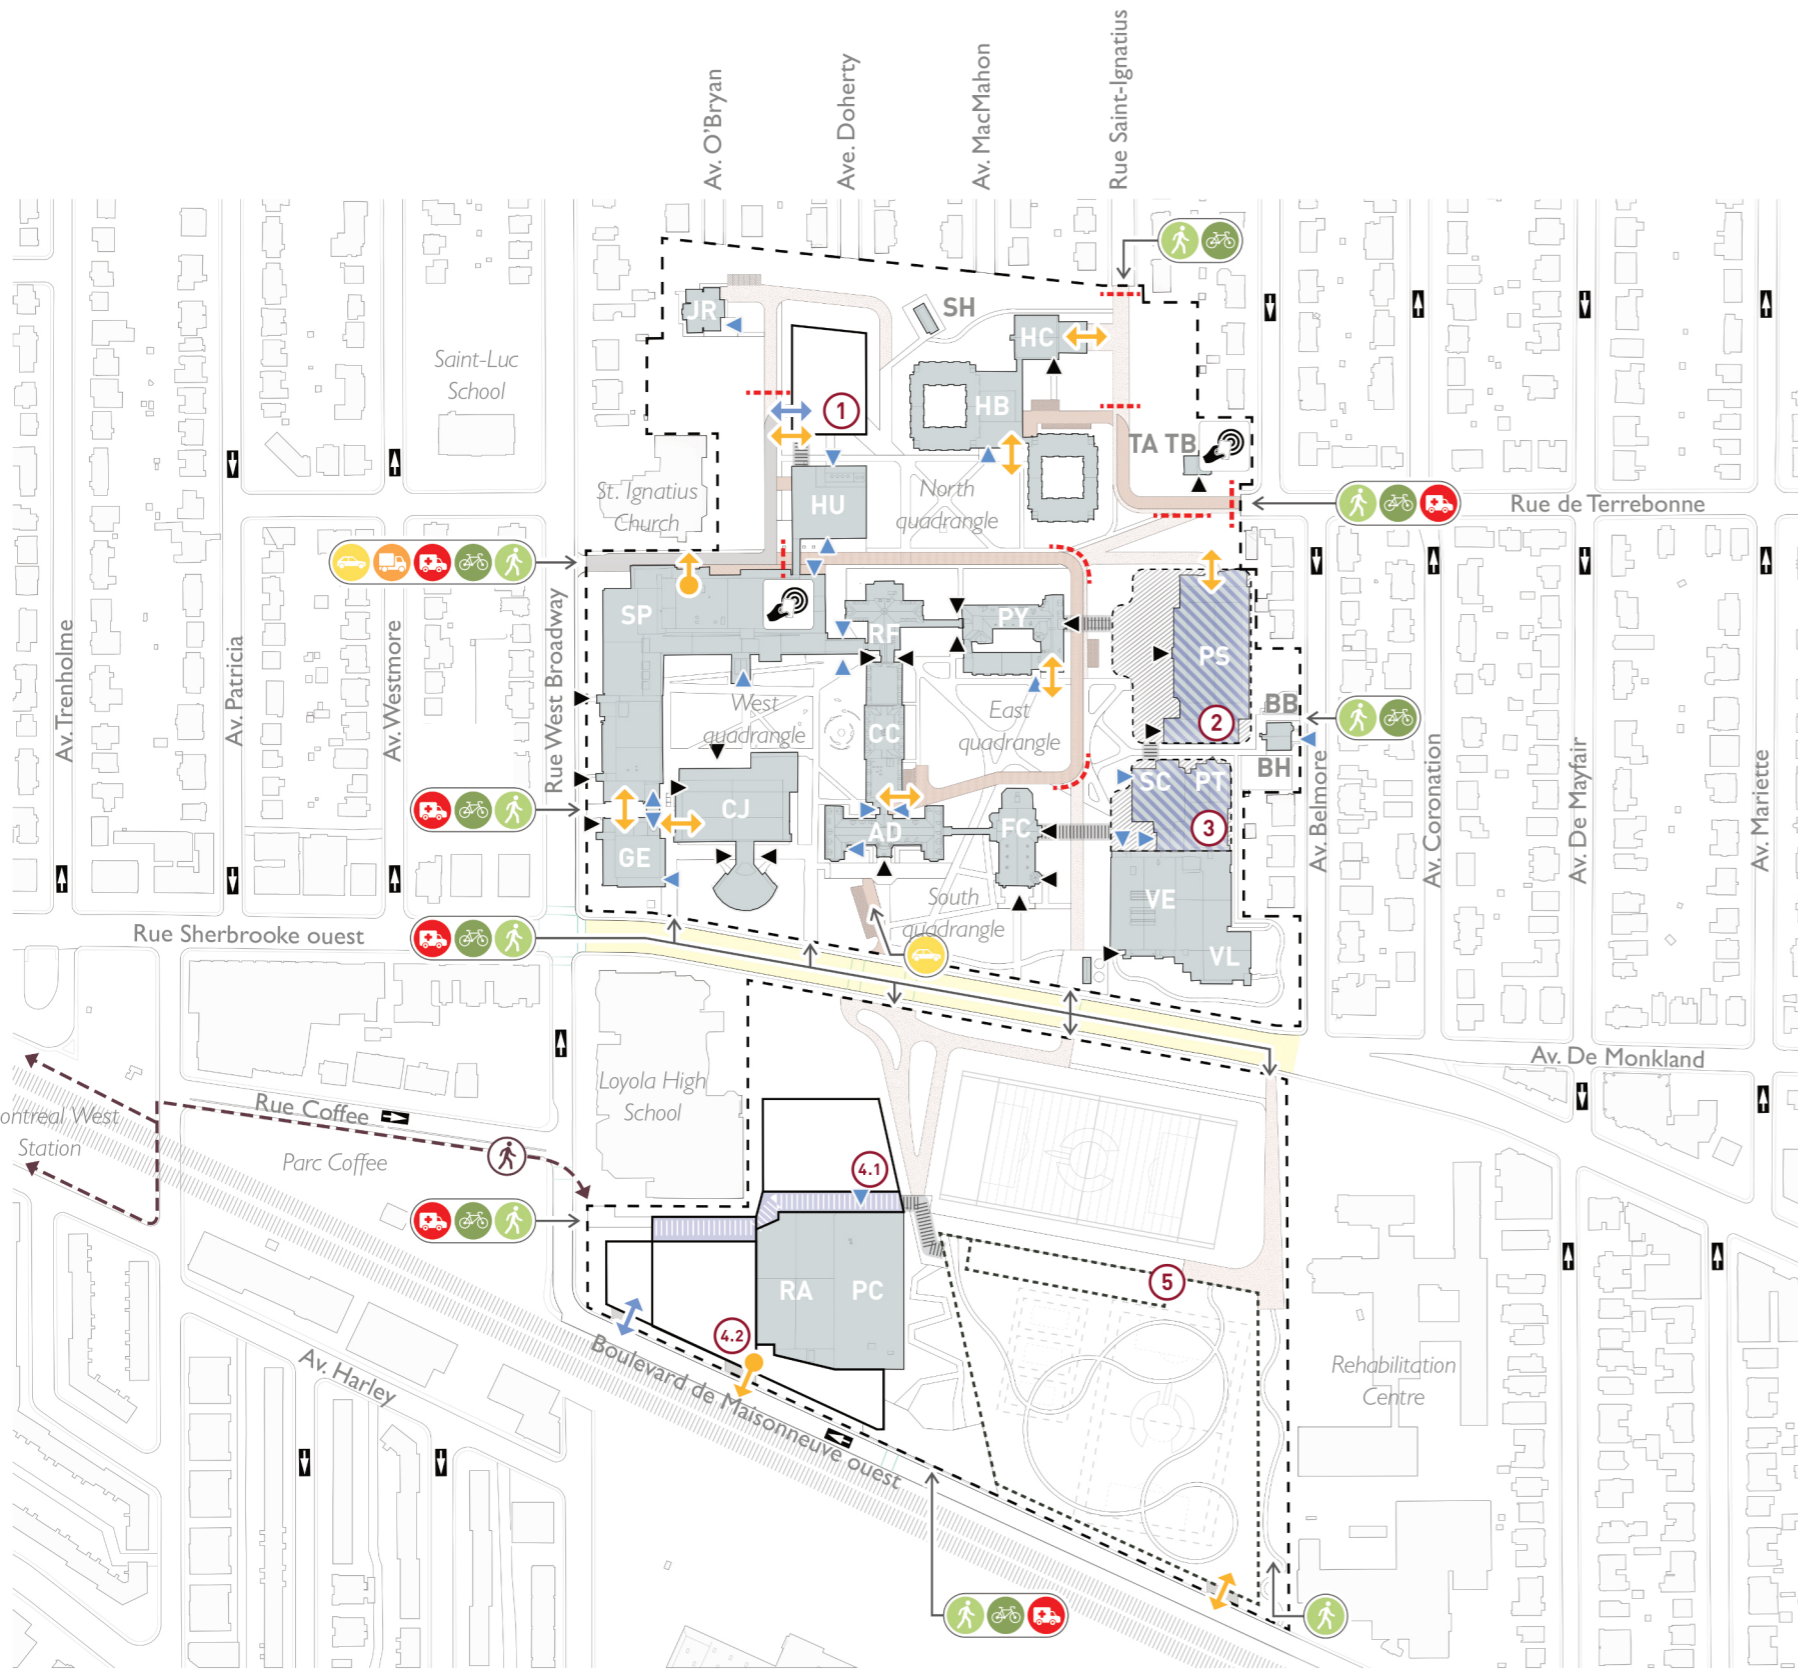 Av. O'Bryan
Ave. Doherty
Av. MacMahon
Rue Saint-Ignatius
JR
SH
HC
Saint-Luc
School
1
HB
TA TB
St. Ignatius
Church
HU
North
quadrangle
Rue de Terrebonne
Av. Trenholme
Av. Patricia
Av. Westmore
Rue West Broadway
SP
RF
PY
PS
West
quadrangle
CC
East
quadrangle
2
BB
BH
Av. Belmore
Av. Coronation
Av. De Mayfair
Av. Mariette
SC
PT
CJ
AD
FC
3
GE
VE
South
quadrangle
VL
Rue Sherbrooke ouest
Av. De Monkland
Loyola High
School
Rue Coffee
ontreal West
Station
Parc Coffee
4.1
RA
PC
5
4.2
Rehabilitation
Centre
Av. Harley
Boulevard de Maisonneuve ouest